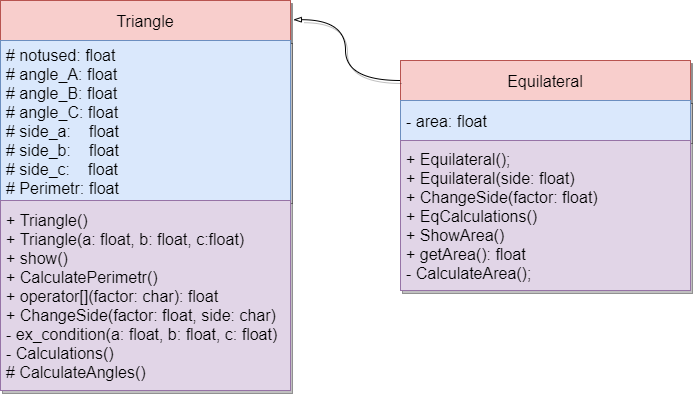 Triangle
# notused: float
# angle_A: float
# angle_B: float
# angle_C: float
# side_a: float
# side_b: float
# side_c: float
# Perimetr: float
+ Triangle()
+ Triangle(a: float, b: float, c:float)
+ show()
+ CalculatePerimetr()
+ operator[](factor: char): float
+ ChangeSide(factor: float, side: char)
- ex_condition(a: float, b: float, c: float)
- Calculations()
# CalculateAngles()
Equilateral
- area: float
+ Equilateral();
+ Equilateral(side: float)
+ ChangeSide(factor: float)
+ EqCalculations()
+ ShowArea()
+ getArea(): float
- CalculateArea();